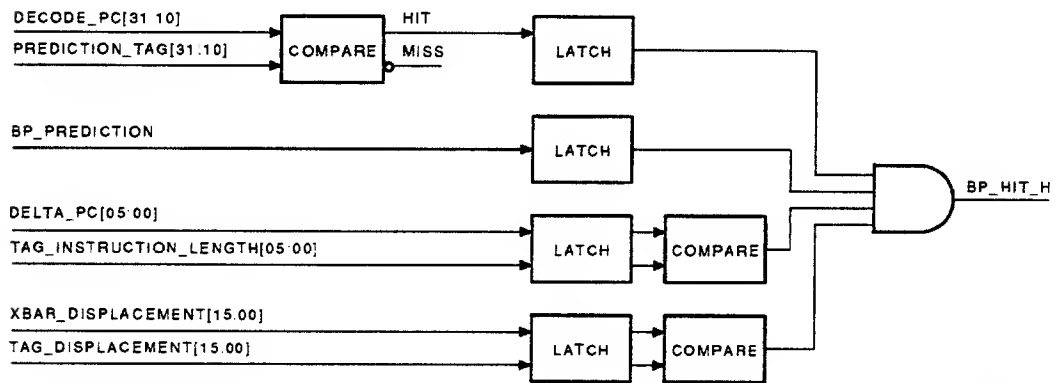 DECODE_PC[31 10]
HIT
PREDICTION_TAG[31:10]
COMPARE
MISS
LATCH
BP_PREDICTION
LATCH
BP_HIT_H
DELTA_PC[05:00]
TAG_INSTRUCTION_LENGTH[05:00]
LATCH
COMPARE
XBAR_DISPLACEMENT[15.00]
TAG_DISPLACEMENT[15.00]
LATCH
COMPARE